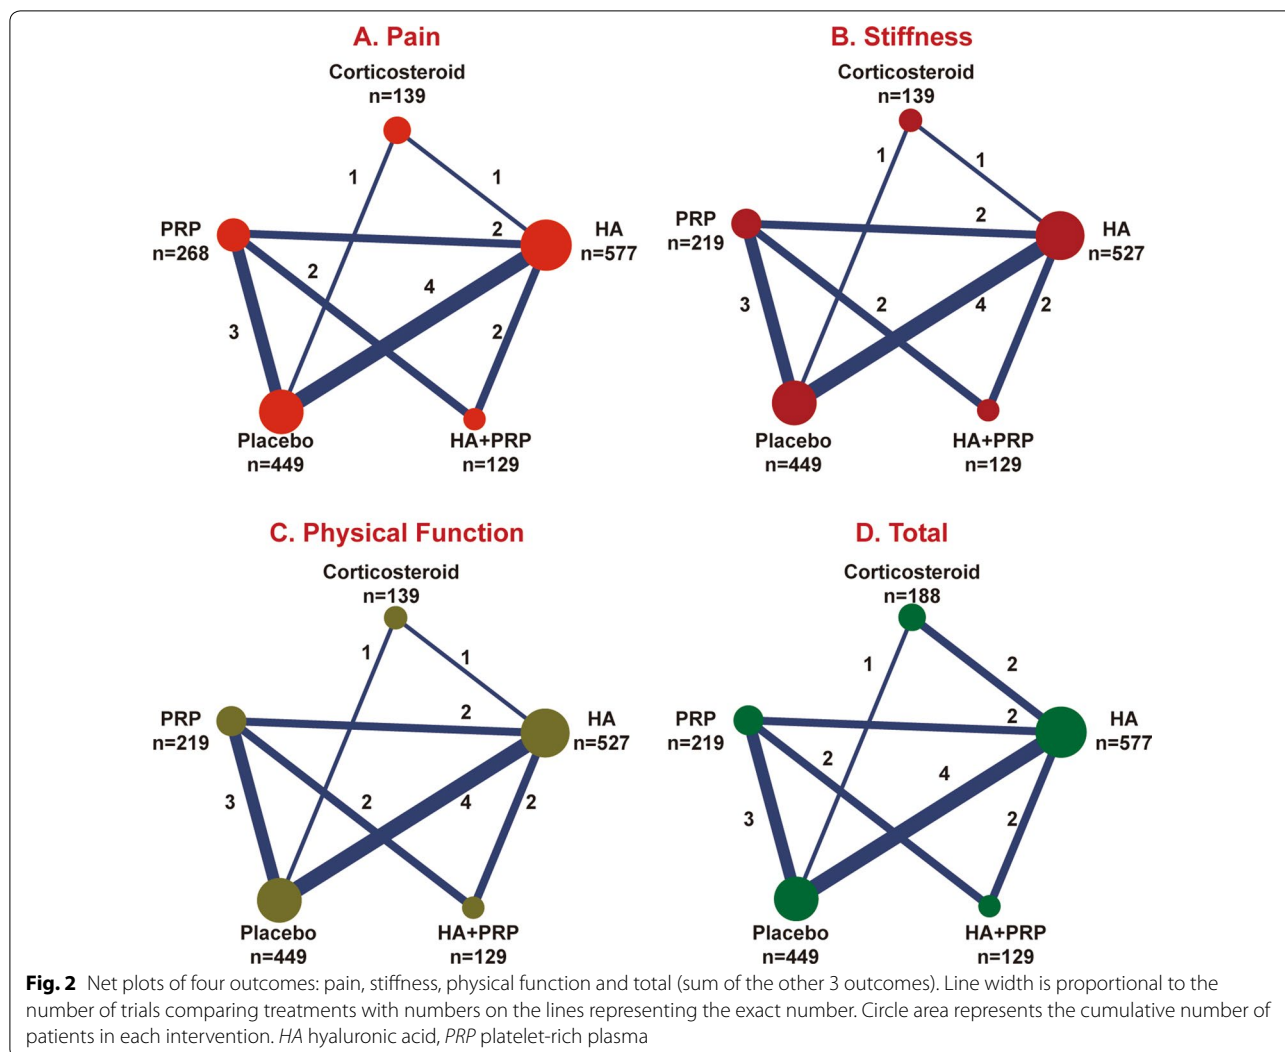 A. Pain
Corticosteroid
n=139
1
1
PRP
n=268
2
HA
n=577
2
4
3
2
Placebo
n=449
HA+PRP
n=129
B. Stiffness
Corticosteroid
n=139
1
1
PRP
n=219
2
HA
n=527
3
2
4
2
Placebo
n=449
HA+PRP
n=129
C. Physical Function
Corticosteroid
n=139
1
1
PRP
n=219
2
HA
n=527
3
2
4
2
Placebo
n=449
HA+PRP
n=129
D. Total
Corticosteroid
n=188
1
2
PRP
n=219
2
HA
n=577
2
4
3
2
Placebo
n=449
HA+PRP
n=129
Fig. 2 Net plots of four outcomes: pain, stiffness, physical function and total (sum of the other 3 outcomes). Line width is proportional to the
number of trials comparing treatments with numbers on the lines representing the exact number. Circle area represents the cumulative number of
patients in each intervention. HA hyaluronic acid, PRP platelet-rich plasma